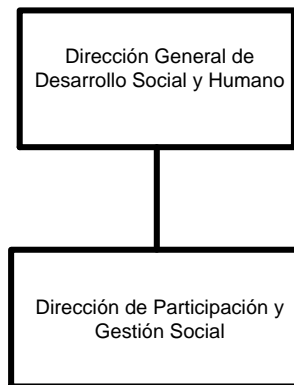 Dirección General de
Desarrollo Social y Humano
Dirección de Participación y
Gestión Social